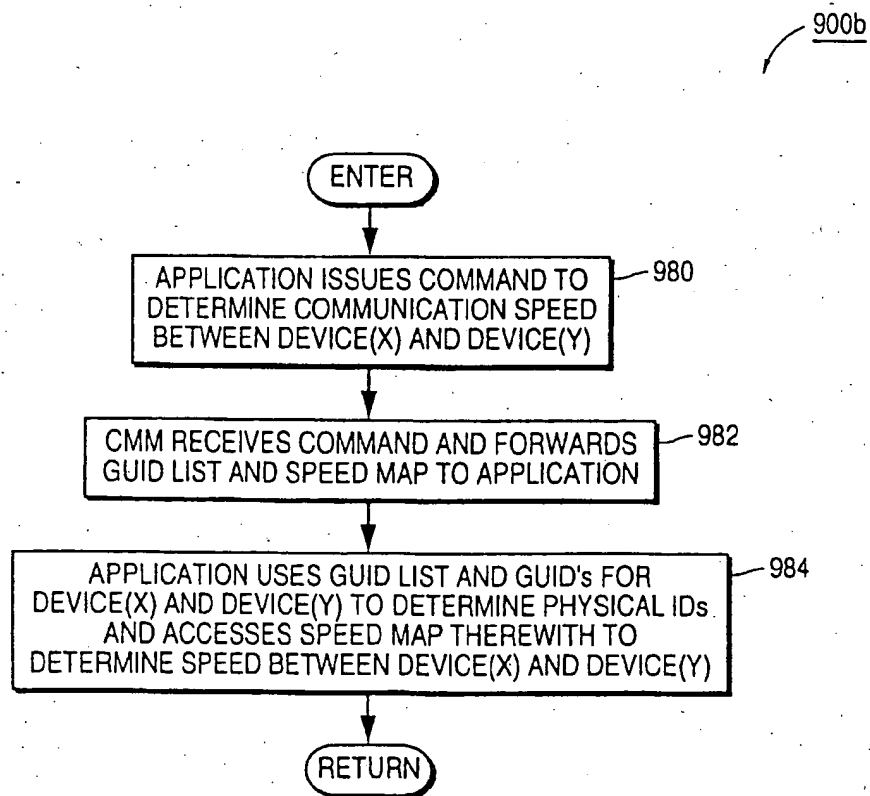 900b
ENTER
APPLICATION ISSUES COMMAND TO
DETERMINE COMMUNICATION SPEED
BETWEEN DEVICE(X) AND DEVICE(Y)
980
CMM RECEIVES COMMAND AND FORWARDS
GUID LIST AND SPEED MAP TO APPLICATION
982
APPLICATION USES GUID LIST AND GUID's FOR
DEVICE(X) AND DEVICE(Y) TO DETERMINE PHYSICAL IDs
AND ACCESSES SPEED MAP THEREWITH TO
DETERMINE SPEED BETWEEN DEVICE(X) AND DEVICE(Y)
984
RETURN